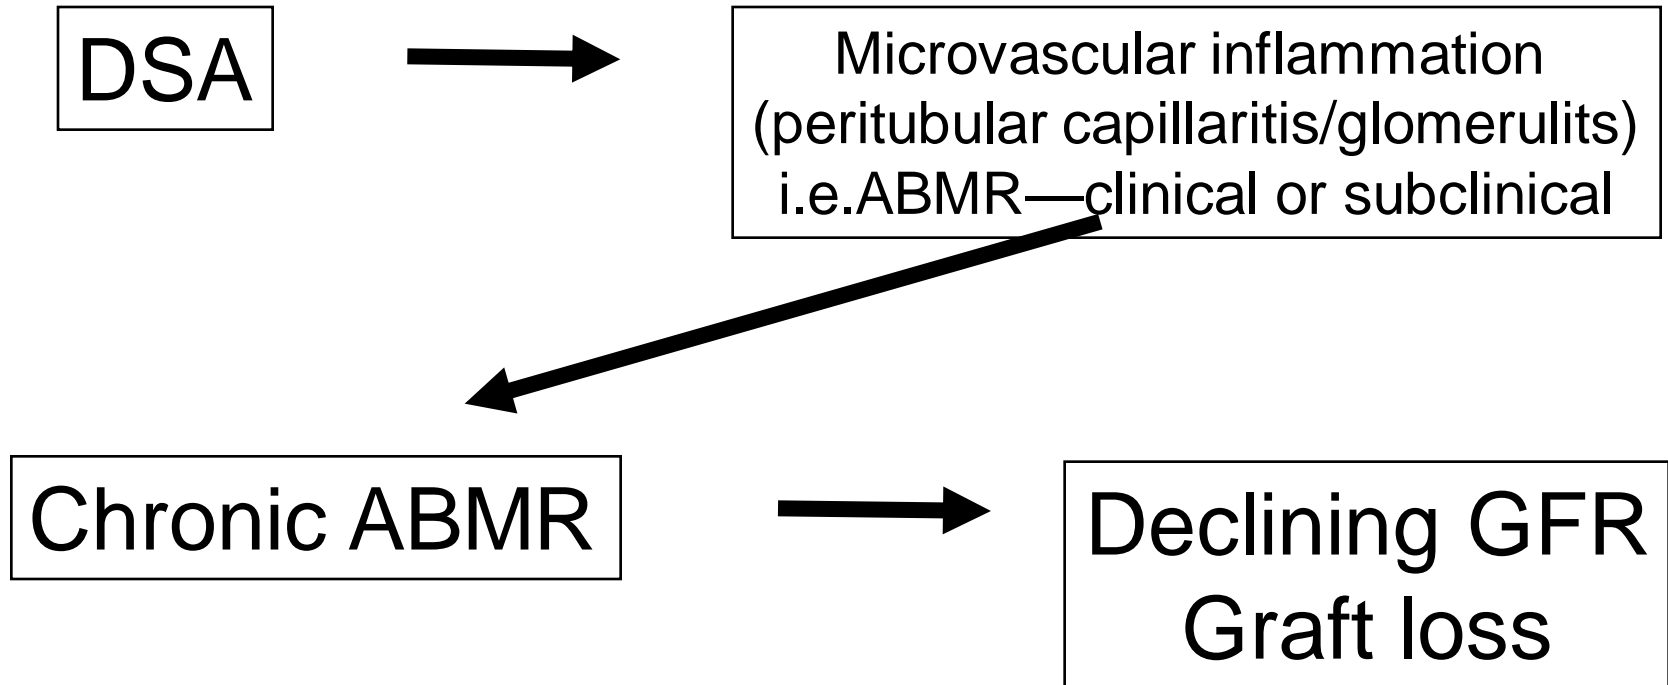 DSA
Microvascular inflammation
(peritubular capillaritis/glomerulits)
i.e.ABMR—clinical or subclinical
Chronic ABMR
Declining GFR
Graft loss